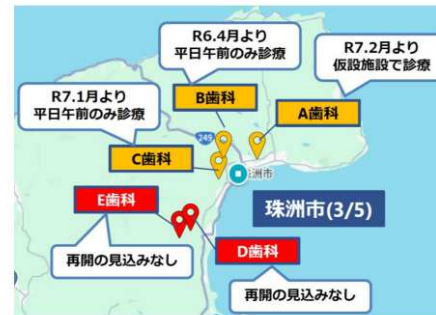 R6.4月より
平日午前のみ診療
R7.2月より
仮設施設で診療
R7.1月より
平日午前のみ診療
B歯科
A歯科
249
C歯科
珠洲市
E歯科
珠洲市(3/5)
再開の見込みなし
D歯科
再開の見込みなし